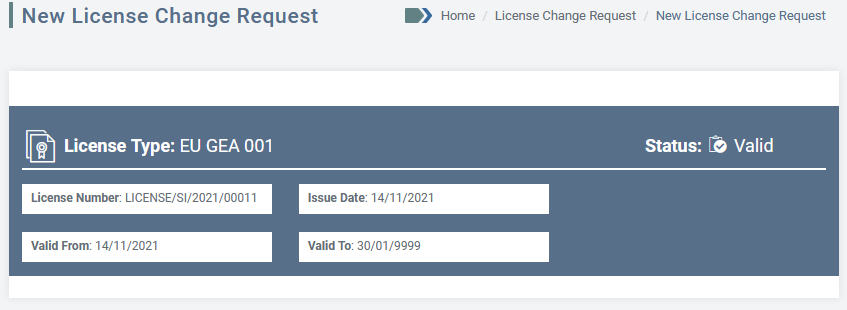 New License Change Request
Home / License Change Request / New License Change Request
License Type: EU GEA 001
Status: Valid
License Number: LICENSE/SI/2021/00011
Issue Date: 14/11/2021
Valid From: 14/11/2021
Valid To: 30/01/9999